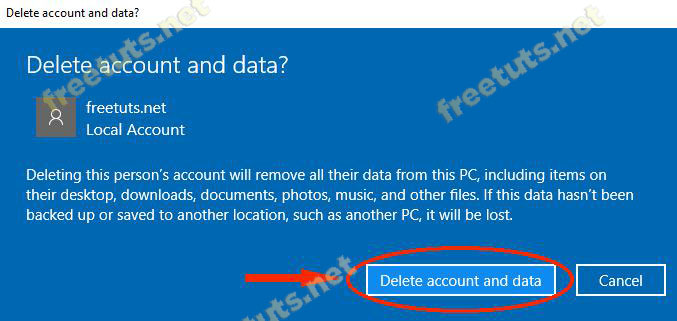 Delete account and data?
Delete account and data?
freetuts.net
Local Account
Deleting this person's account will remove all their data from this PC, including items on
their desktop, downloads, documents, photos, music, and other files. If this data hasn't been
backed up or saved to another location, such as another PC, it will be lost.
Delete account and data
Cancel
freetuts.net
freetuts.net
freetuts.net